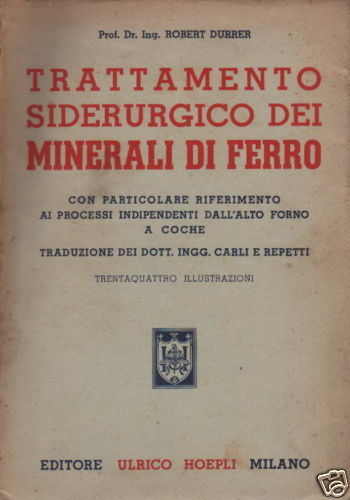 Prof. Dr. Ing. ROBERT DURRER
TRATTAMENTO
SIDERURGICO DEI
MINERALI DI FERRO
CON PARTICOLARE RIFERIMENTO
AI PROCESSI INDIPENDENTI DALL'ALTO FORNO
A COCHE
TRADUZIONE DEI DOTT. INGG. CARLI E REPETTI
TRENTAQUATTRO ILLUSTRAZIONI
EDITORE ULRICO HOEPLI MILANO